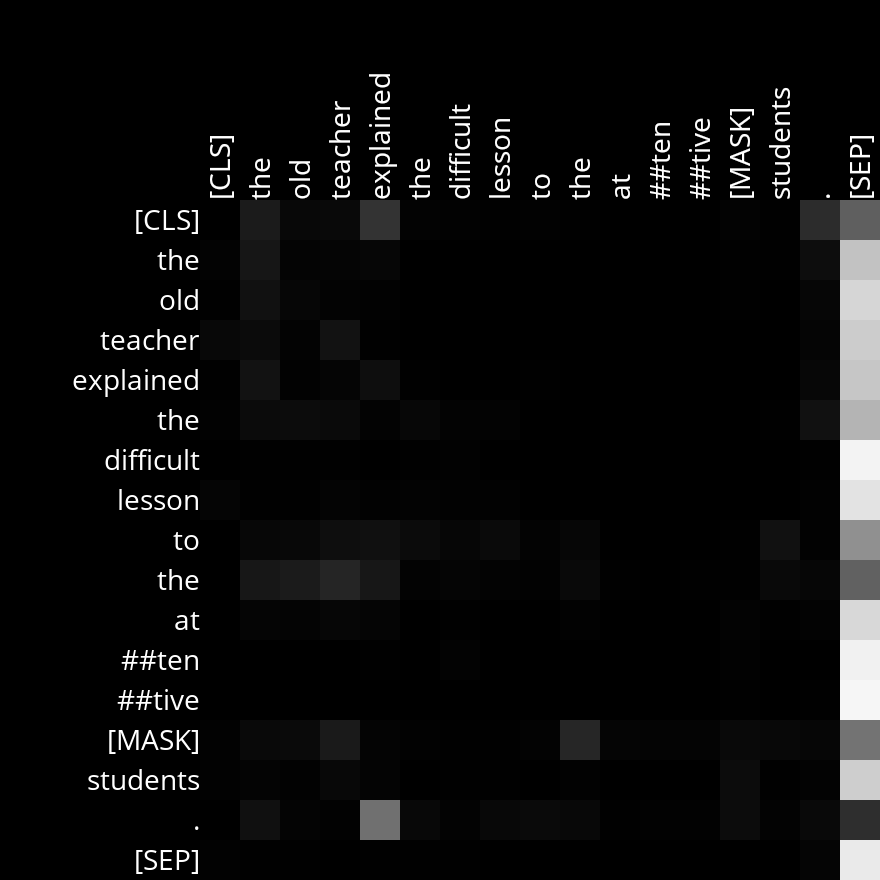 [CLS] the old teacher explained the difficult lesson to the at ##ten ##tive [MASK] students . [SEP]
[CLS]
the
old
teacher
explained
the
difficult
lesson
to
the
at
##ten
##tive
[MASK]
students
.
[SEP]